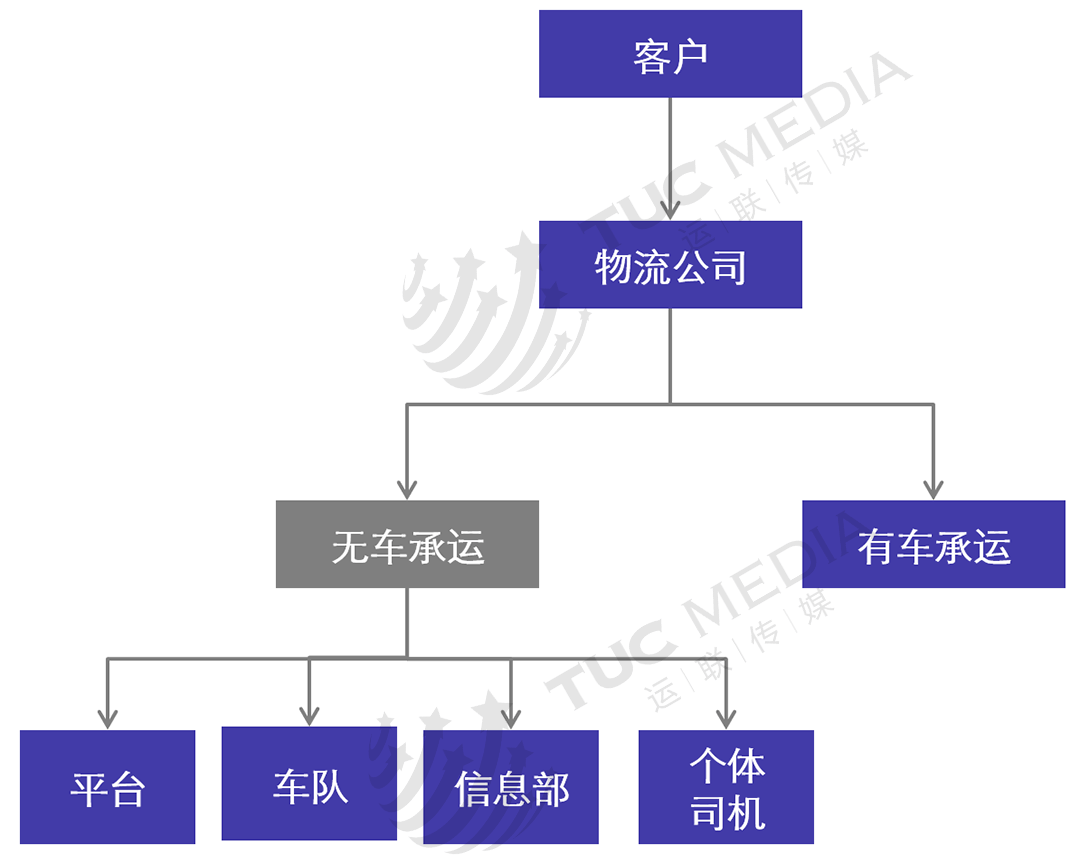 客户
TUC MEDIA
运|联|传|媒
物流公司
无车承运
有车承运
TUC MEDIA
运|联|传|媒
平台
车队
信息部
个体
司机